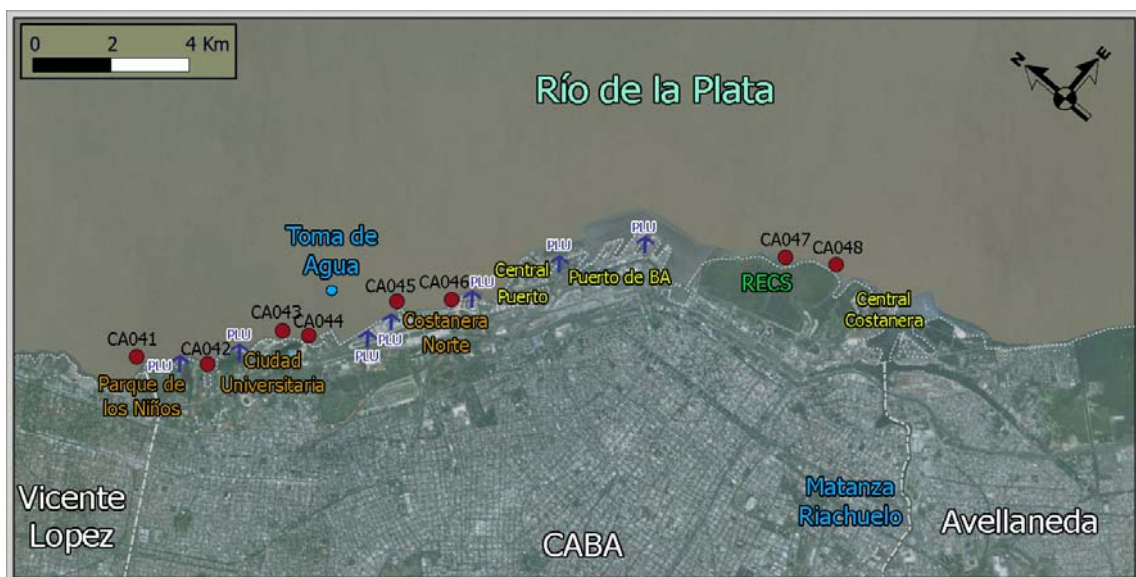 0 2 4 Km
N
E
Río de la Plata
Toma de
Agua
CA041
PLU
CA042
PLU
CA043
CA044
PLU
PLU
CA045
CA046
PLU
PLU
PLU
CA047
CA048
Parque de
los Niños
Ciudad
Universitaria
Costanera
Norte
Central
Puerto
Puerto de BA
RECS
Central
Costanera
Vicente
Lopez
CABA
Matanza
Riachuelo
Avellaneda